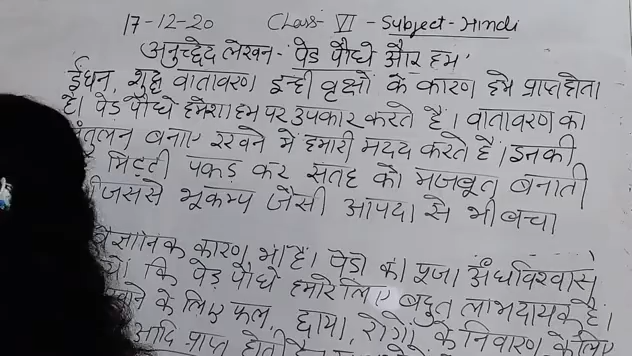 17-12-20 Class- VI - Subject - Hindi
अनुच्छेद लेखन - 'पेड़ पौधे और हम'
ईंधन, शुद्ध वातावरण इन्ही वृक्षों के कारण हमे प्राप्त होता
है। पेड़ पौधे हमेशा हम पर उपकार करते हैं। वातावरण का
संतुलन बनाए रखने में हमारी मदद करते हैं। इनकी
मिट्टी पकड़ कर सतह को मजबूत बनाती
जिससे भूकम्प जैसी आपदा से भी बचा
वैज्ञानिक कारण भी हैं। पेड़ों की पूजा अंधविश्वास
कि पेड़ पौधे हमारे लिए बहुत लाभदायक हैं।
के लिए फल, छाया, रोगों के निवारण के लिए
आदि प्राप्त होती है